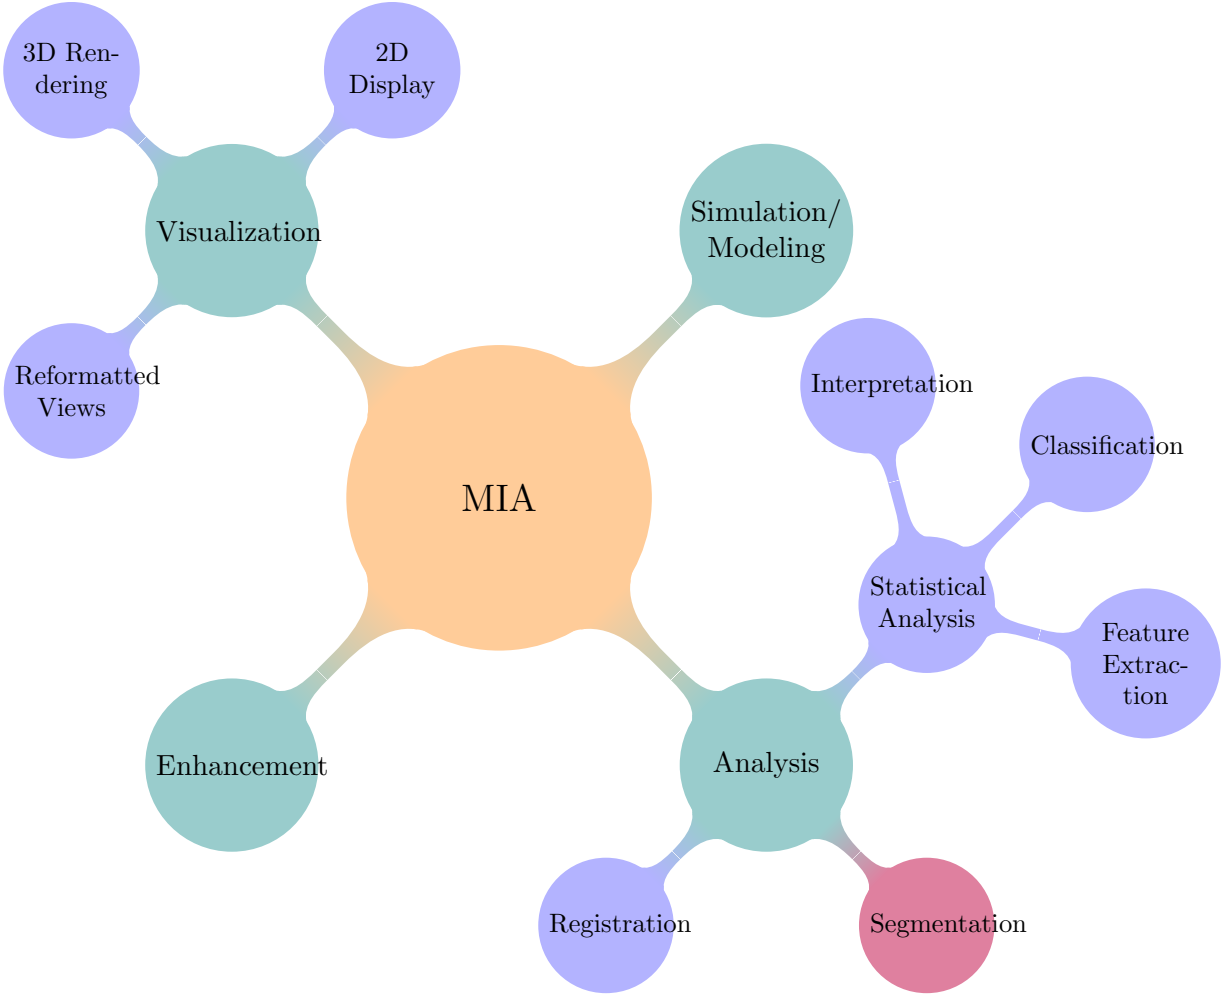 3D Ren-
dering
2D
Display
Visualization
Simulation/
Modeling
Reformatted
Views
Interpretation
Classification
MIA
Statistical
Analysis
Feature
Extrac-
tion
Enhancement
Analysis
Registration
Segmentation